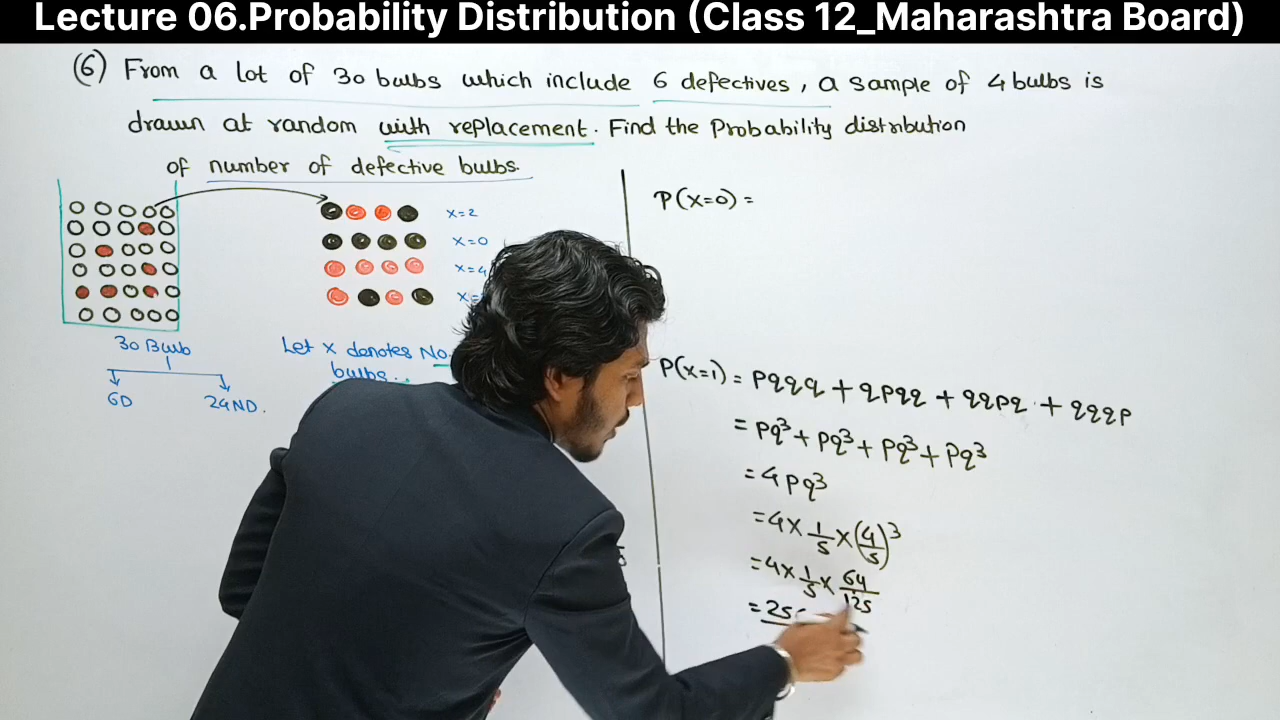 Lecture 06.Probability Distribution (Class 12_Maharashtra Board)
(6) From a lot of 30 bulbs which include 6 defectives, a sample of 4 bulbs is
drawn at random with replacement. Find the Probability distribution
of number of defective bulbs.
x=2
x=0
x=4
x=
30 Bulb
6D 24ND.
Let x denotes No.
bulbs..
P(x=0) =
P(x=1) = pqqq + qpqq + qqpq + qqqp
= pq³ + pq³ + pq³ + pq³
= 4pq³
= 4 × 1/5 × (4/5)³
= 4 × 1/5 × 64/125